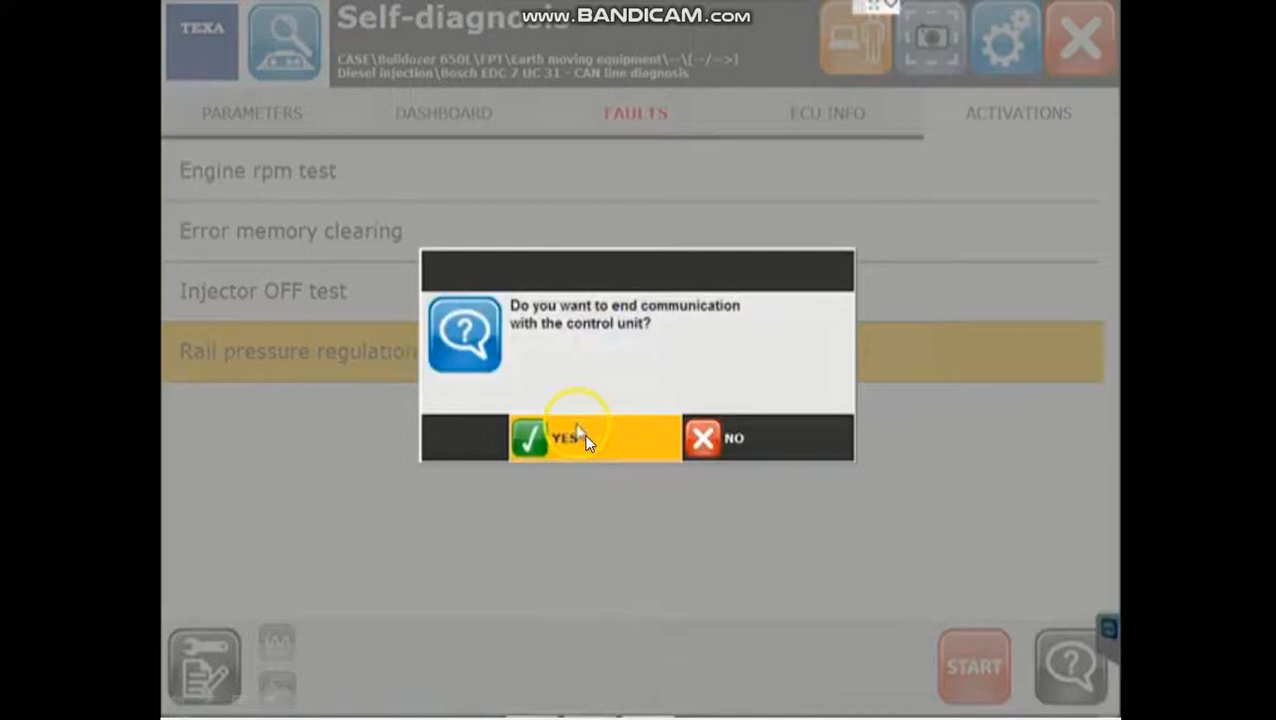 www.BANDICAM.com
TEXA
Self-diagnosis
CASE\Bulldozer 650L\FPT\Earth moving equipment\--\[--/-->]
Diesel injection\Bosch EDC 7 UC 31 - CAN line diagnosis
PARAMETERS
DASHBOARD
FAULTS
ECU INFO
ACTIVATIONS
Engine rpm test
Error memory clearing
Injector OFF test
Rail pressure regulation
Do you want to end communication
with the control unit?
YES
NO
START